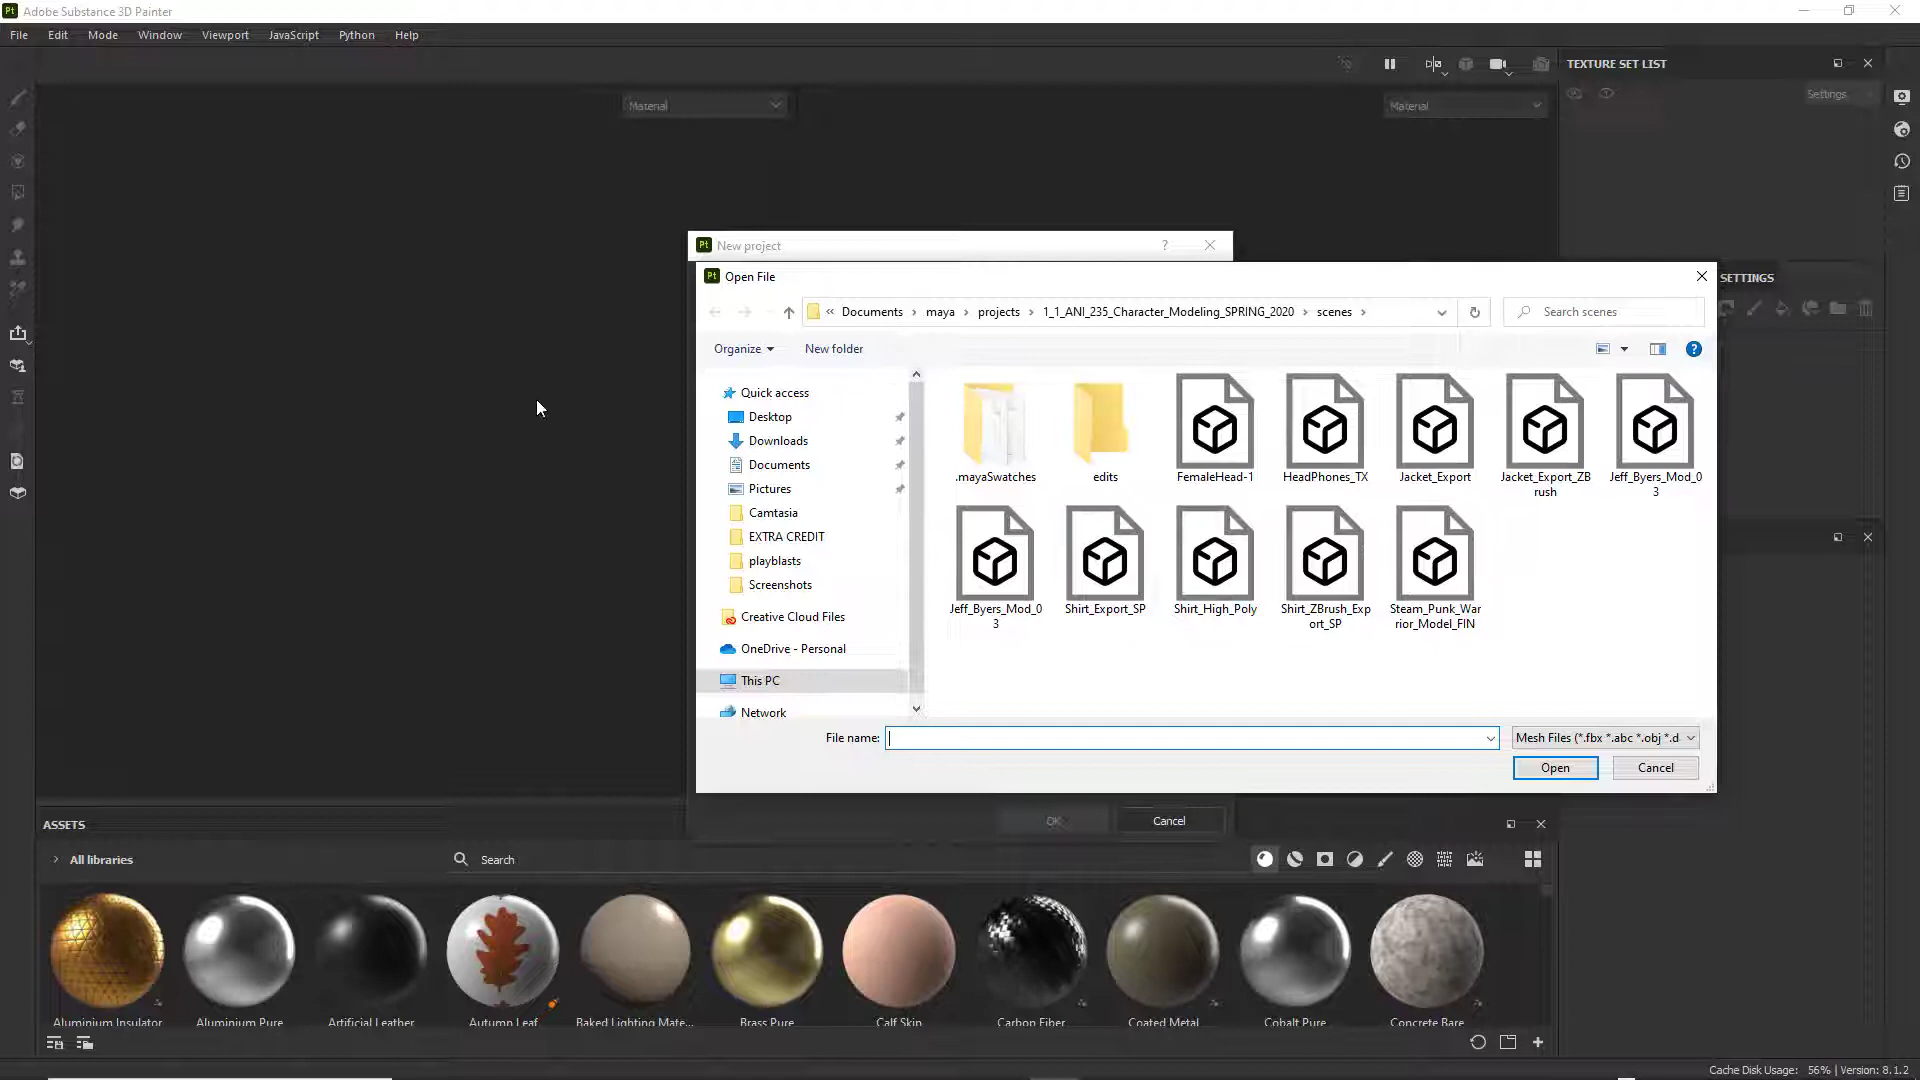 Pt Adobe Substance 3D Painter
File Edit Mode Window Viewport JavaScript Python Help
TEXTURE SET LIST
Material
Material
Settings
Pt New project ?
Pt Open File
SETTINGS
« Documents › maya › projects › 1_1_ANI_235_Character_Modeling_SPRING_2020 › scenes ›
Search scenes
Organize New folder
Quick access
Desktop
Downloads
Documents
Pictures
Camtasia
EXTRA CREDIT
playblasts
Screenshots
Creative Cloud Files
OneDrive - Personal
This PC
Network
.mayaSwatches
edits
FemaleHead-1
HeadPhones_TX
Jacket_Export
Jacket_Export_ZB
rush
Jeff_Byers_Mod_0
3
Jeff_Byers_Mod_0
3
Shirt_Export_SP
Shirt_High_Poly
Shirt_ZBrush_Exp
ort_SP
Steam_Punk_War
rior_Model_FIN
File name:
Mesh Files (*.fbx *.abc *.obj *.d
Open Cancel
OK Cancel
ASSETS
All libraries
Search
Aluminium Insulator
Aluminium Pure
Artificial Leather
Autumn Leaf
Baked Lighting Mate...
Brass Pure
Calf Skin
Carbon Fiber
Coated Metal
Cobalt Pure
Concrete Bare
Cache Disk Usage: 56% | Version: 8.1.2